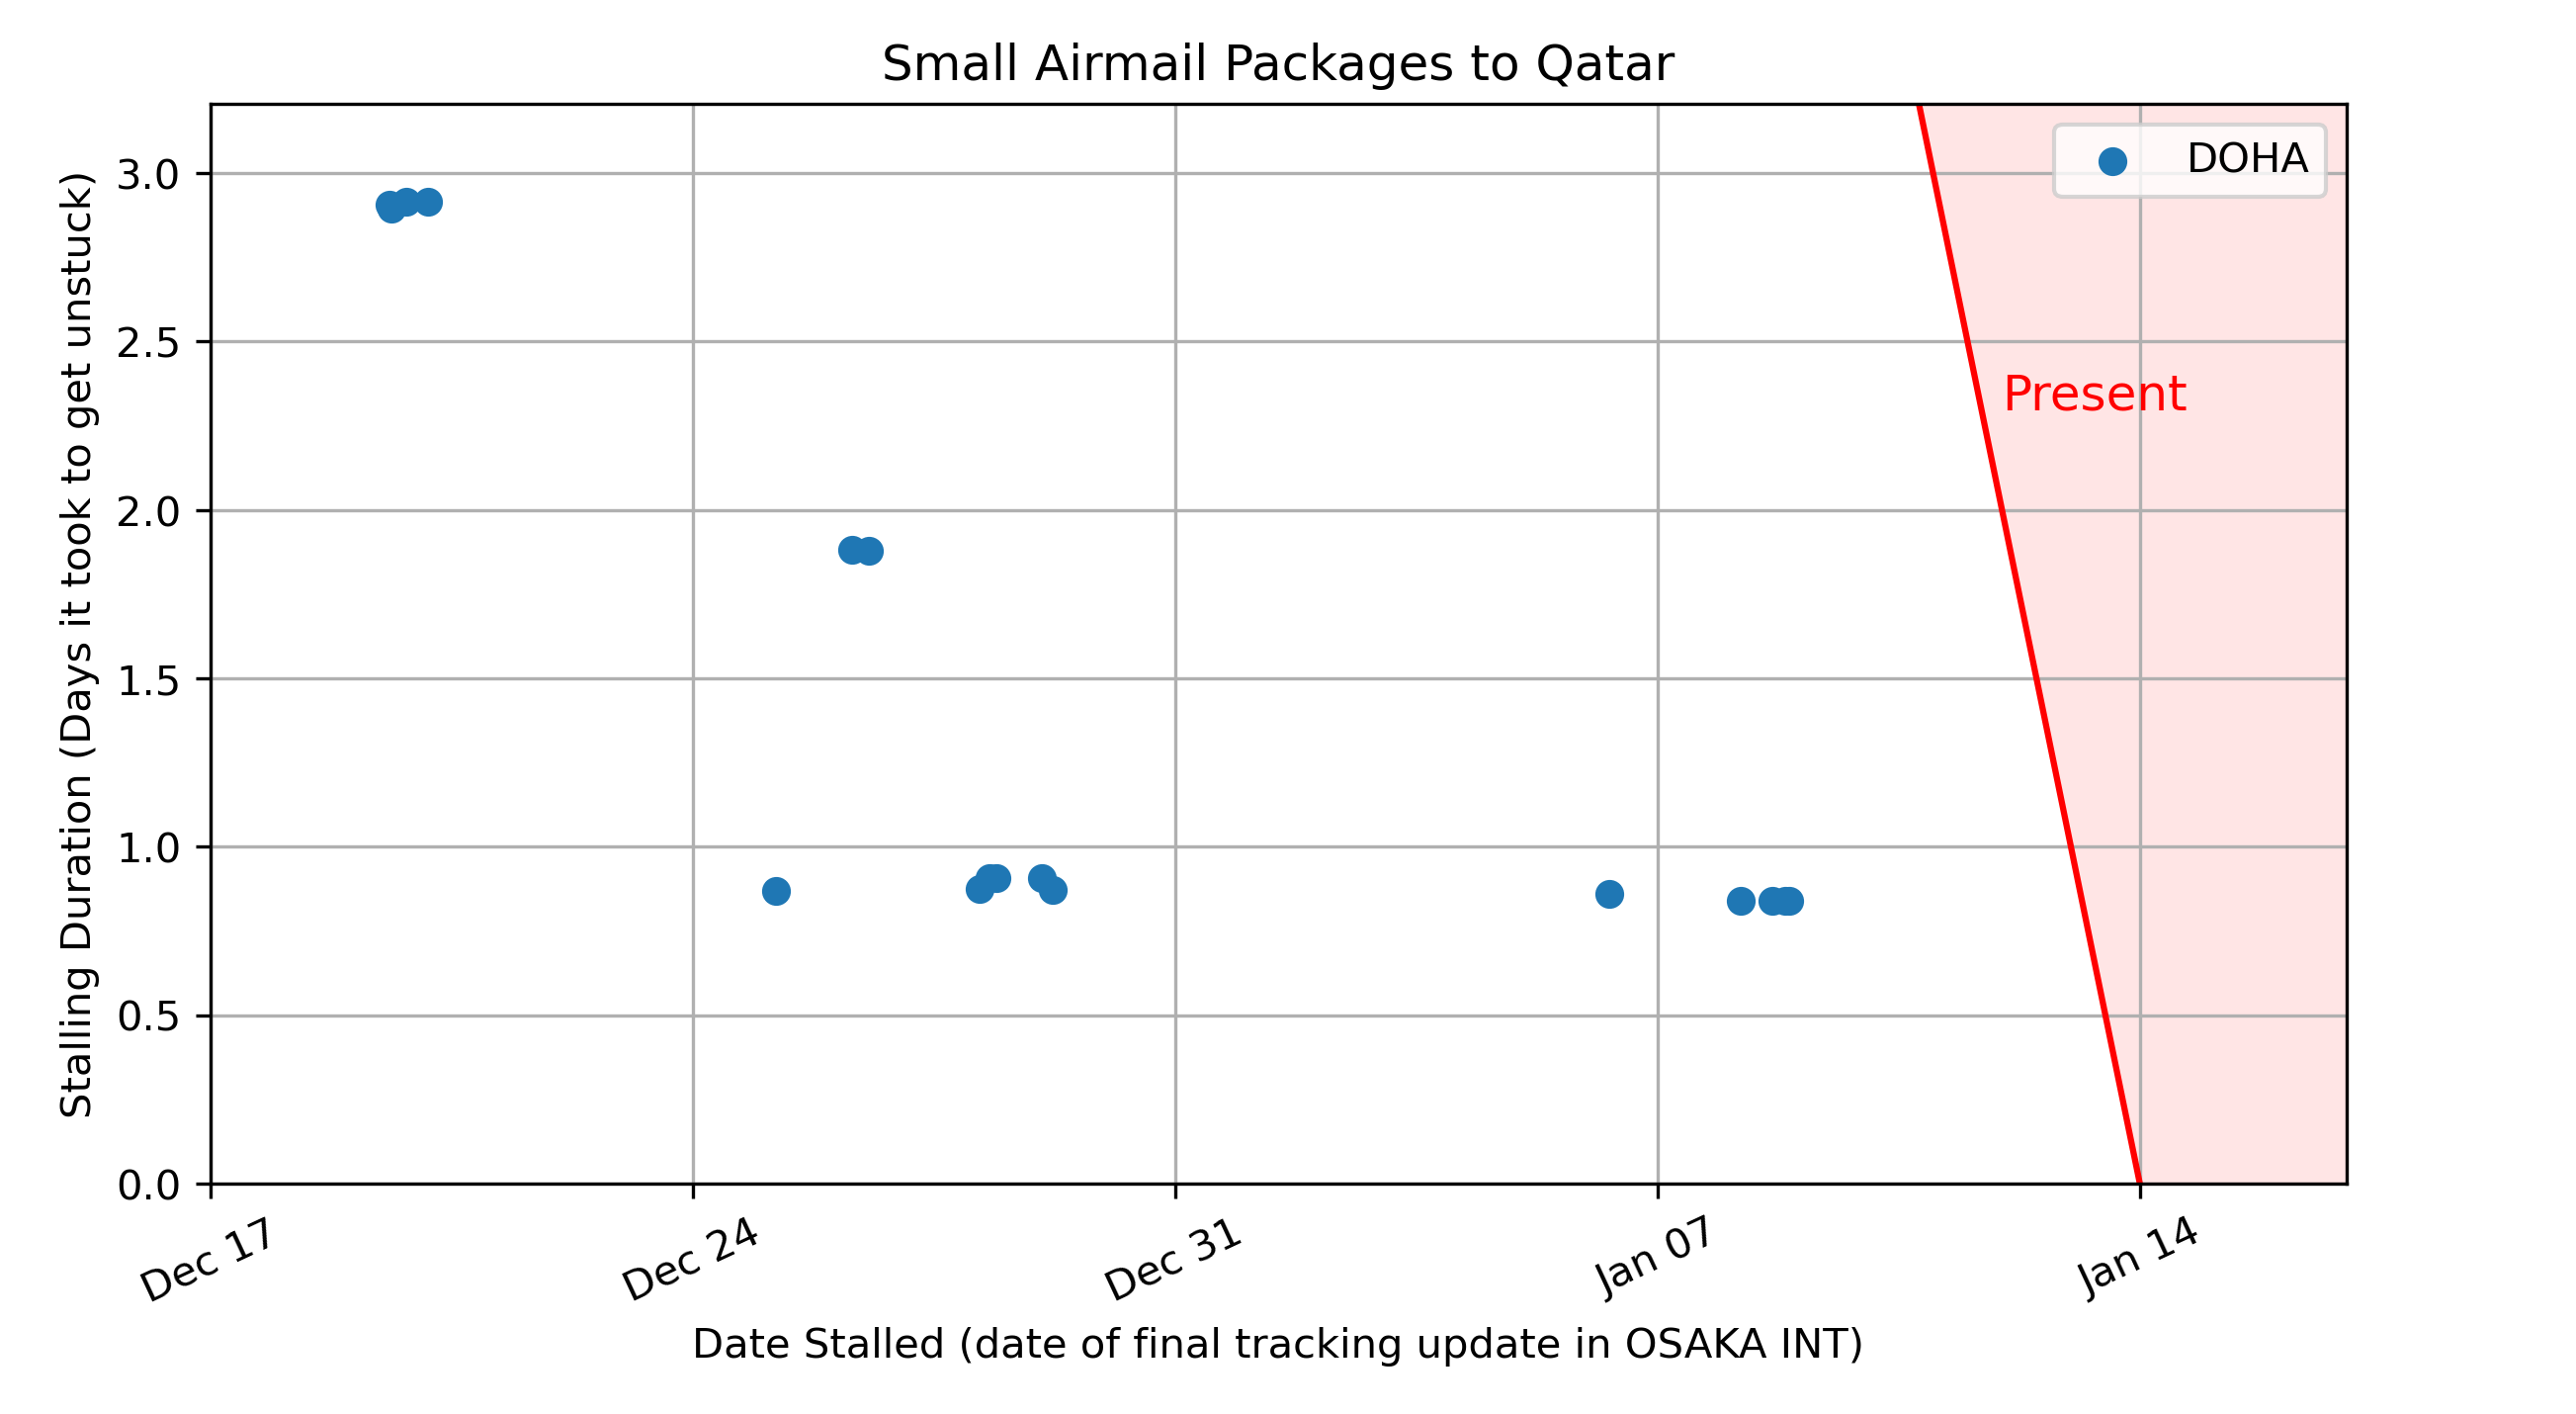 Small Airmail Packages to Qatar
DOHA
Present
Stalling Duration (Days it took to get unstuck)
3.0
2.5
2.0
1.5
1.0
0.5
0.0
Dec 17
Dec 24
Dec 31
Jan 07
Jan 14
Date Stalled (date of final tracking update in OSAKA INT)